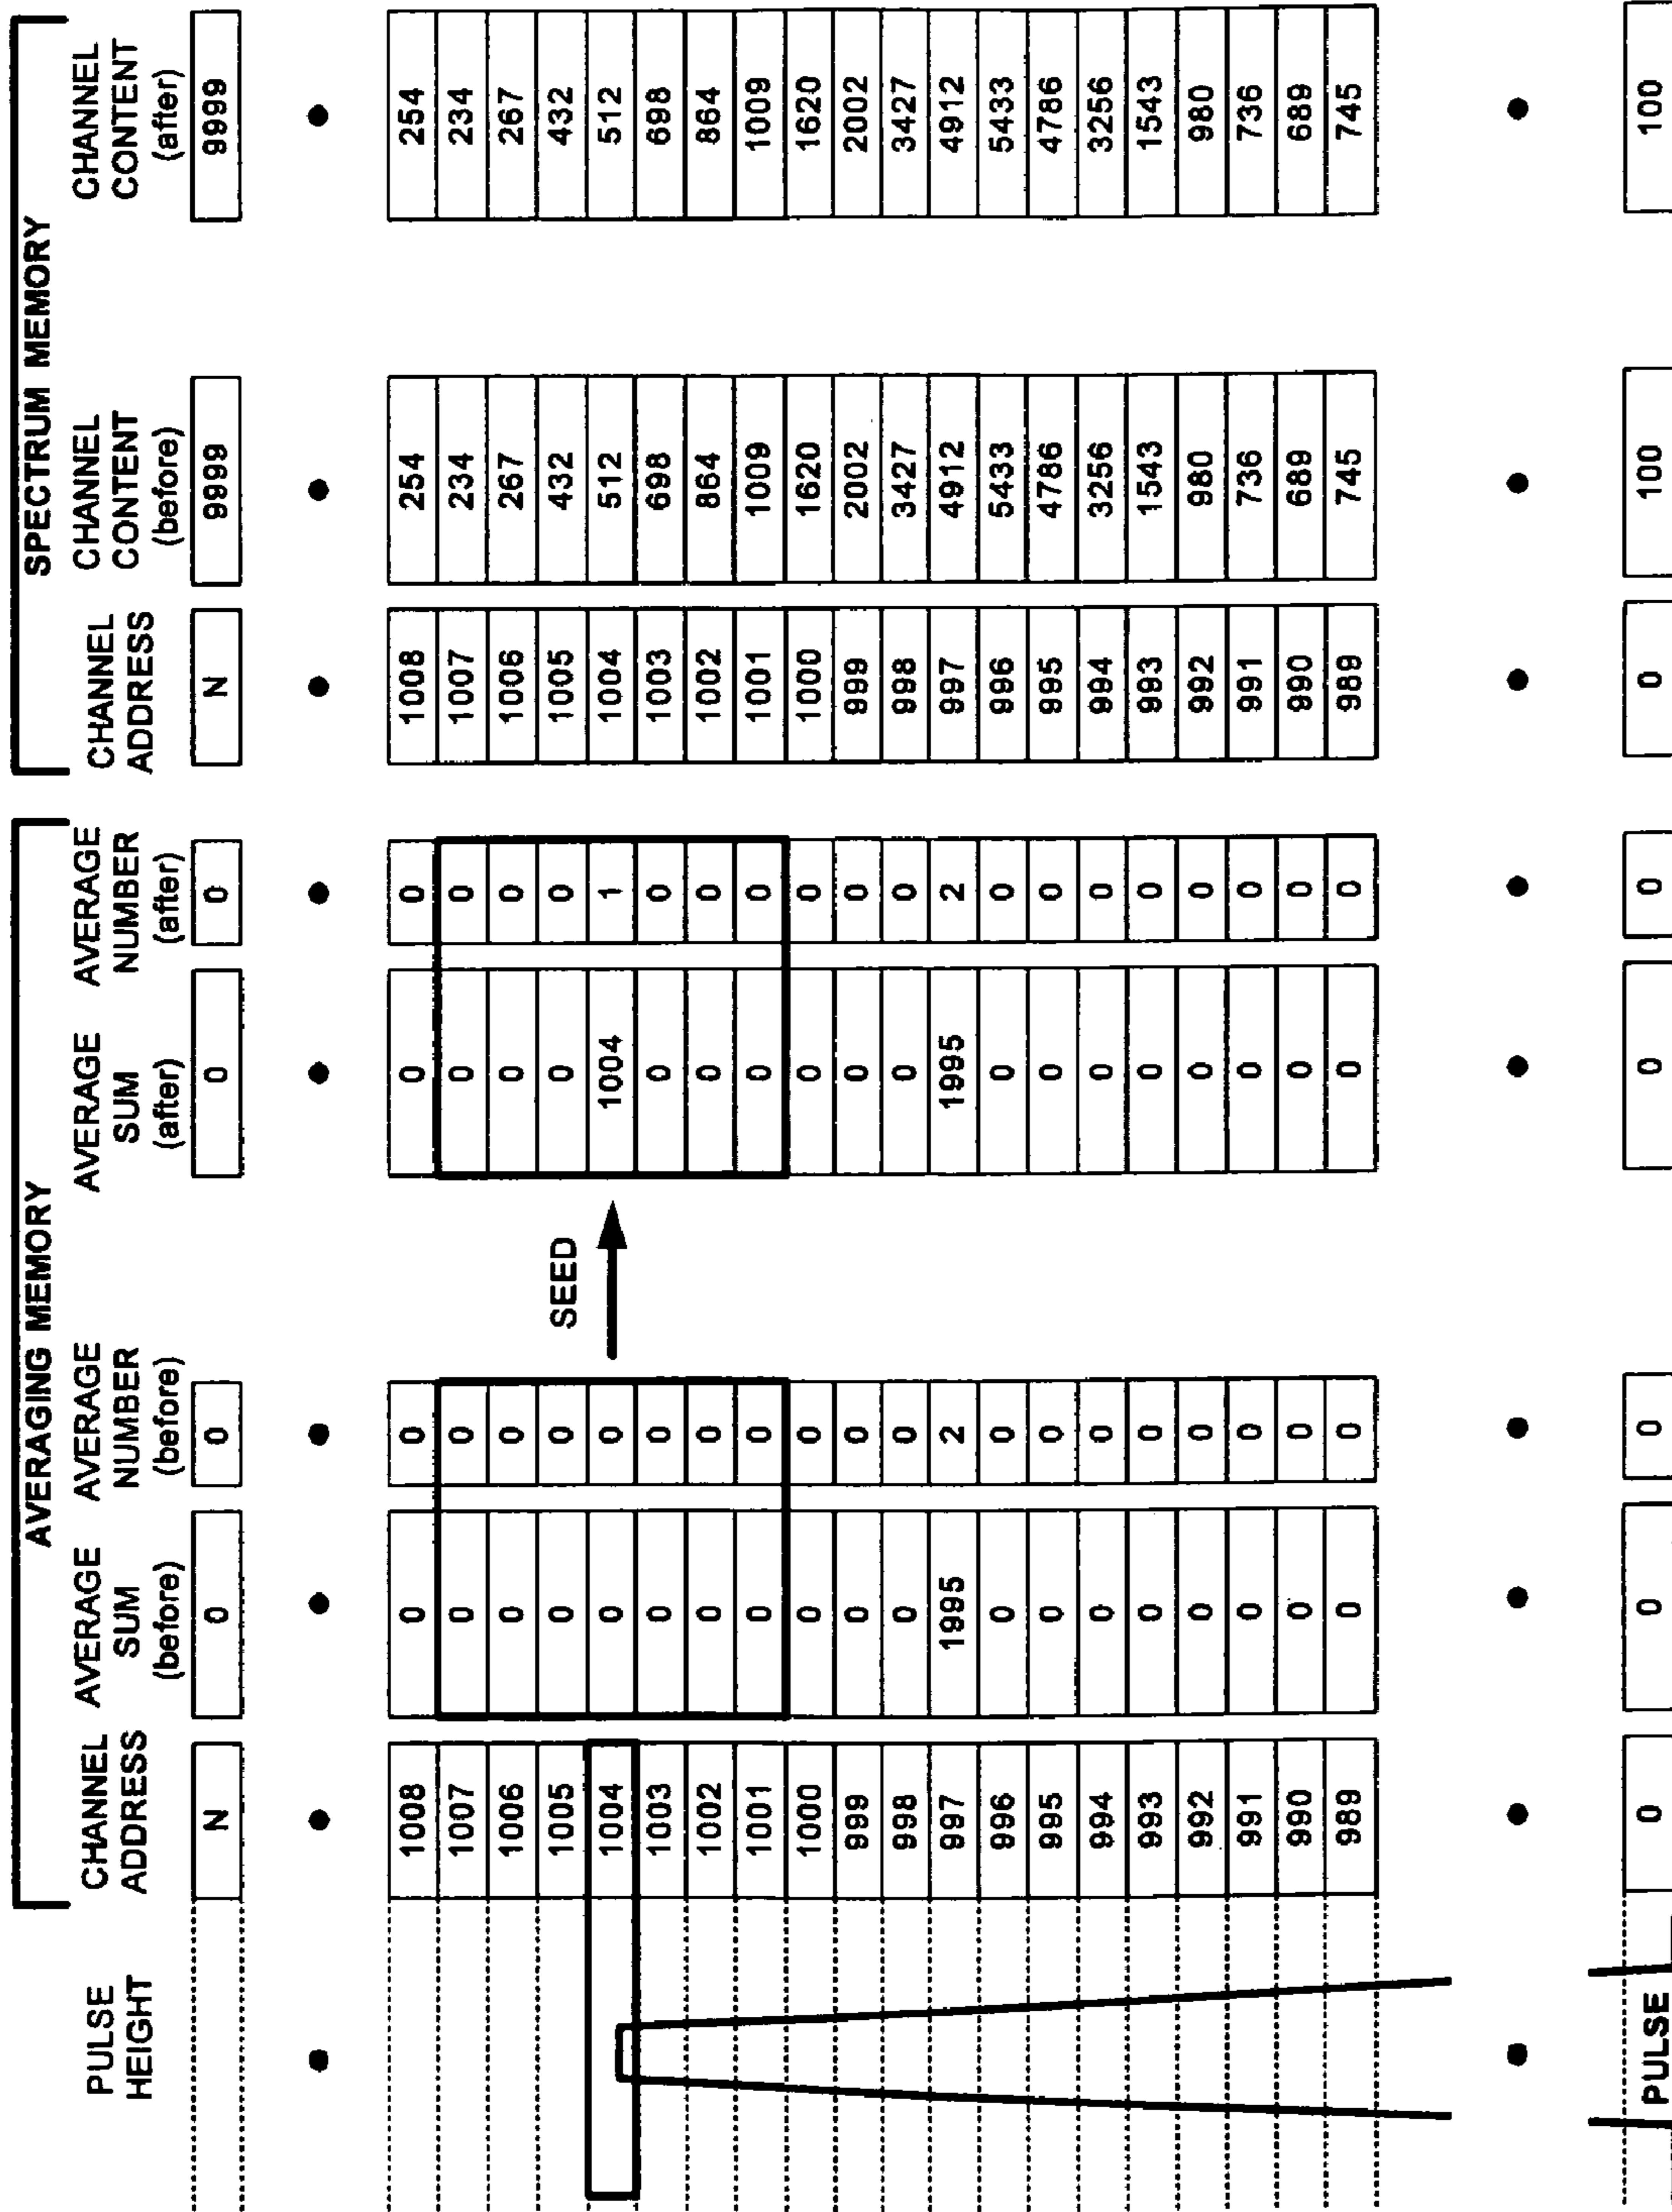 AVERAGING MEMORY SPECTRUM MEMORY
PULSE CHANNEL AVERAGE AVERAGE AVERAGE AVERAGE CHANNEL CHANNEL CHANNEL
HEIGHT ADDRESS SUM NUMBER SUM NUMBER ADDRESS CONTENT CONTENT
(before) (before) (after) (after) (before) (after)
N 0 0 0 0 N 9999 9999
1008 0 0 0 0 1008 254 254
1007 0 0 0 0 1007 234 234
1006 0 0 0 0 1006 267 267
1005 0 0 SEED 0 0 1005 432 432
1004 0 0 1004 1 1004 512 512
1003 0 0 0 0 1003 698 698
1002 0 0 0 0 1002 864 864
1001 0 0 0 0 1001 1009 1009
1000 0 0 0 0 1000 1620 1620
999 0 0 0 0 999 2002 2002
998 0 0 0 0 998 3427 3427
997 1995 2 1995 2 997 4912 4912
996 0 0 0 0 996 5433 5433
995 0 0 0 0 995 4786 4786
994 0 0 0 0 994 3256 3256
993 0 0 0 0 993 1543 1543
992 0 0 0 0 992 980 980
991 0 0 0 0 991 736 736
990 0 0 0 0 990 689 689
989 0 0 0 0 989 745 745
PULSE 0 0 0 0 0 0 100 100